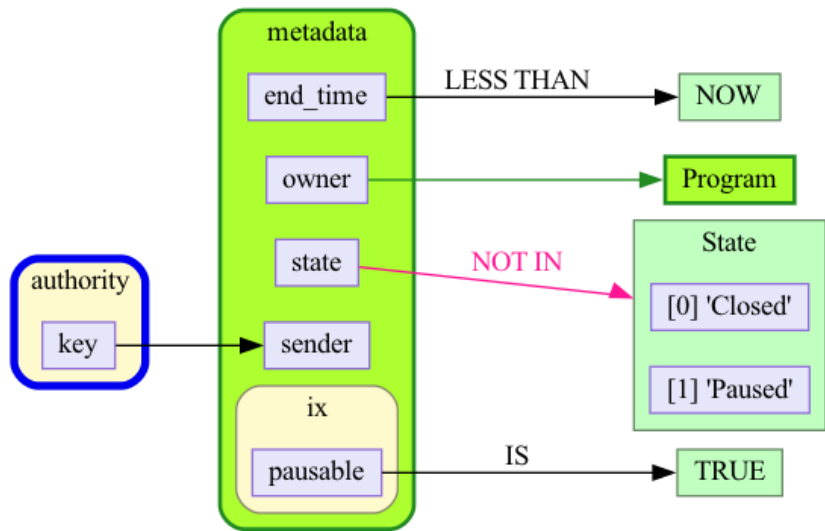 metadata
end_time
LESS THAN
NOW
owner
Program
state
NOT IN
State
[0] 'Closed'
[1] 'Paused'
authority
key
sender
ix
pausable
IS
TRUE